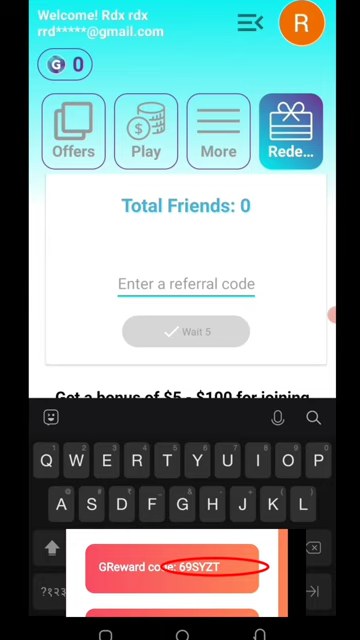 Welcome! Rdx rdx
rrd*****@gmail.com
R
G 0
Offers
Play
More
Rede...
Total Friends: 0
Enter a referral code
Wait 5
Get a bonus of $5 - $100 for joining
Q W E R T Y U I O P
A S D F G H J K L
GReward code: 69SYZT
?१२३